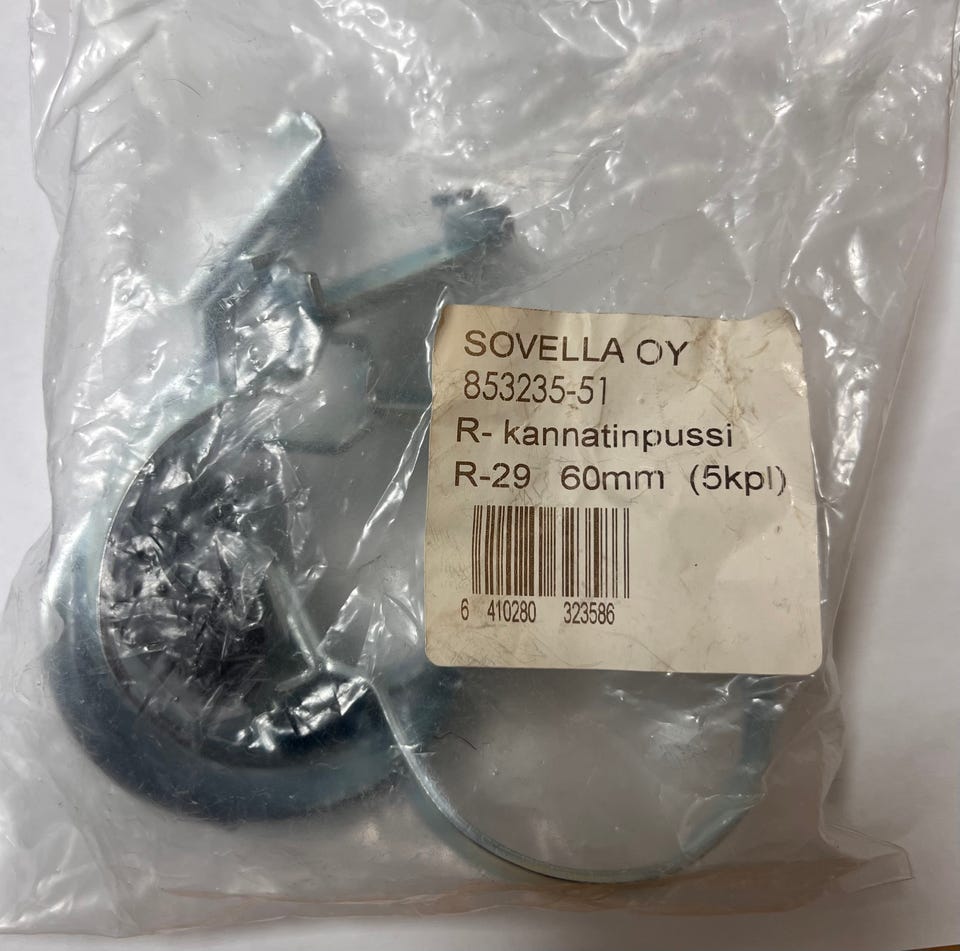 SOVELLA OY
853235-51
R- kannatinpussi
R-29 60mm (5kpl)
6 410280 323586